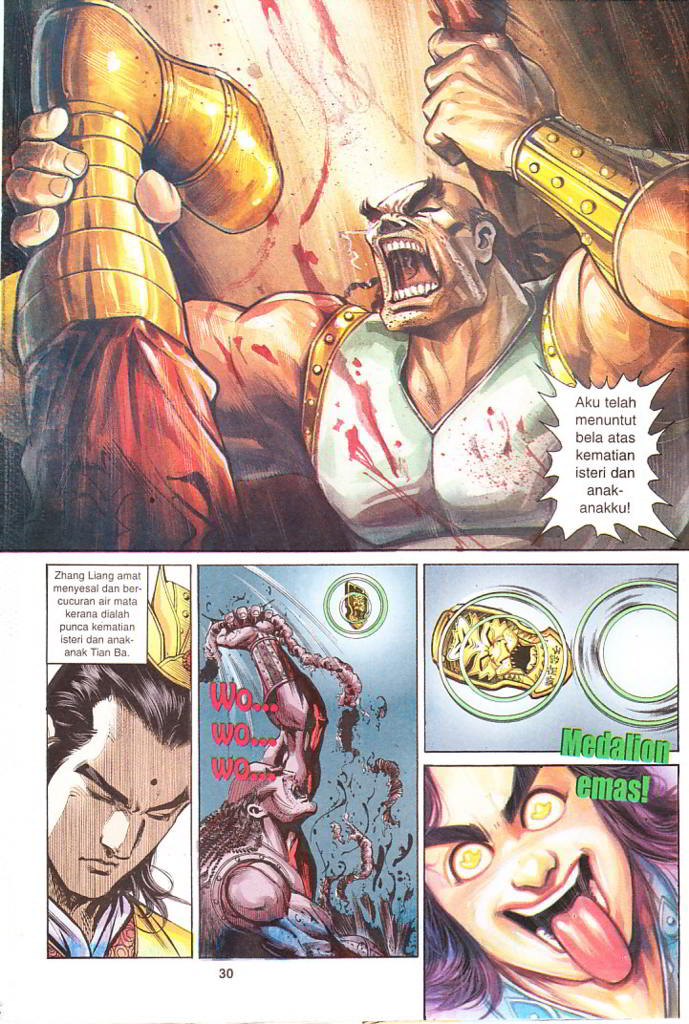 Aku telah
menuntut
bela atas
kematian
isteri dan
anak-
anakku!
Zhang Liang amat
menyesal dan ber-
cucuran air mata
kerana dialah
punca kematian
isteri dan anak-
anak Tian Ba.
Wo...
wo...
wo...
Medalion
emas!
30